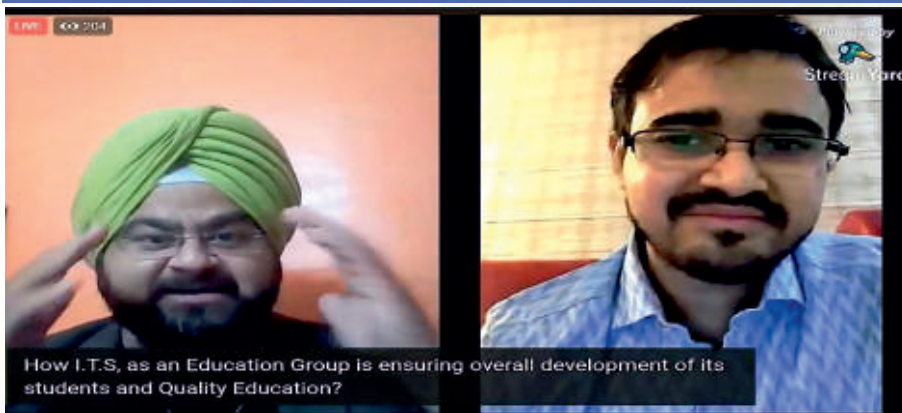 LIVE 204
StreamYard
How I.T.S, as an Education Group is ensuring overall development of its
students and Quality Education?